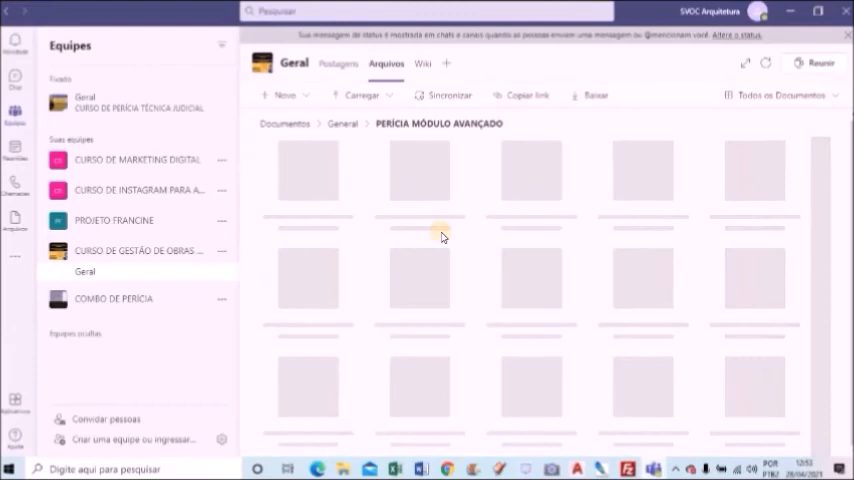 Pesquisar
SVOC Arquitetura
Sua mensagem de status é mostrada em chats e canais quando as pessoas enviam uma mensagem ou @mencionam você. Altere o status.
Equipes
Geral
Postagens
Arquivos
Wiki
Reunir
Novo
Carregar
Sincronizar
Copiar link
Baixar
Todos os Documentos
Documentos > General > PERÍCIA MÓDULO AVANÇADO
Chat
Equipes
Reuniões
Chamadas
Arquivos
Aplicativos
Ajuda
Fixado
Geral
CURSO DE PERÍCIA TÉCNICA JUDICIAL
Suas equipes
CURSO DE MARKETING DIGITAL
CURSO DE INSTAGRAM PARA A...
PROJETO FRANCINE
CURSO DE GESTÃO DE OBRAS ...
Geral
COMBO DE PERÍCIA
Equipes ocultas
Convidar pessoas
Criar uma equipe ou ingressar...
Digite aqui para pesquisar
POR
PTB2
12:53
28/04/2021